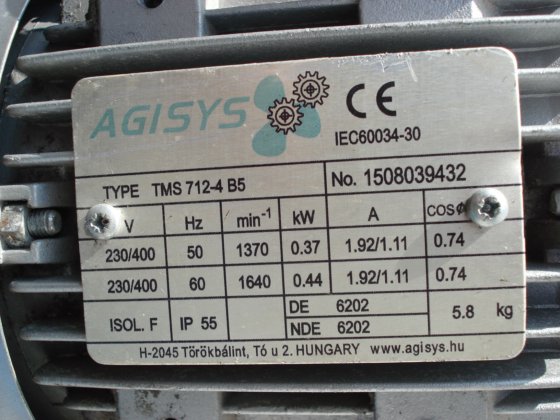 AGISYS CE
IEC60034-30
TYPE TMS 712-4 B5 No. 1508039432
V Hz min⁻¹ kW A COS φ
230/400 50 1370 0.37 1.92/1.11 0.74
230/400 60 1640 0.44 1.92/1.11 0.74
ISOL. F IP 55 DE 6202 5.8 kg
NDE 6202
H-2045 Törökbálint, Tó u 2. HUNGARY www.agisys.hu